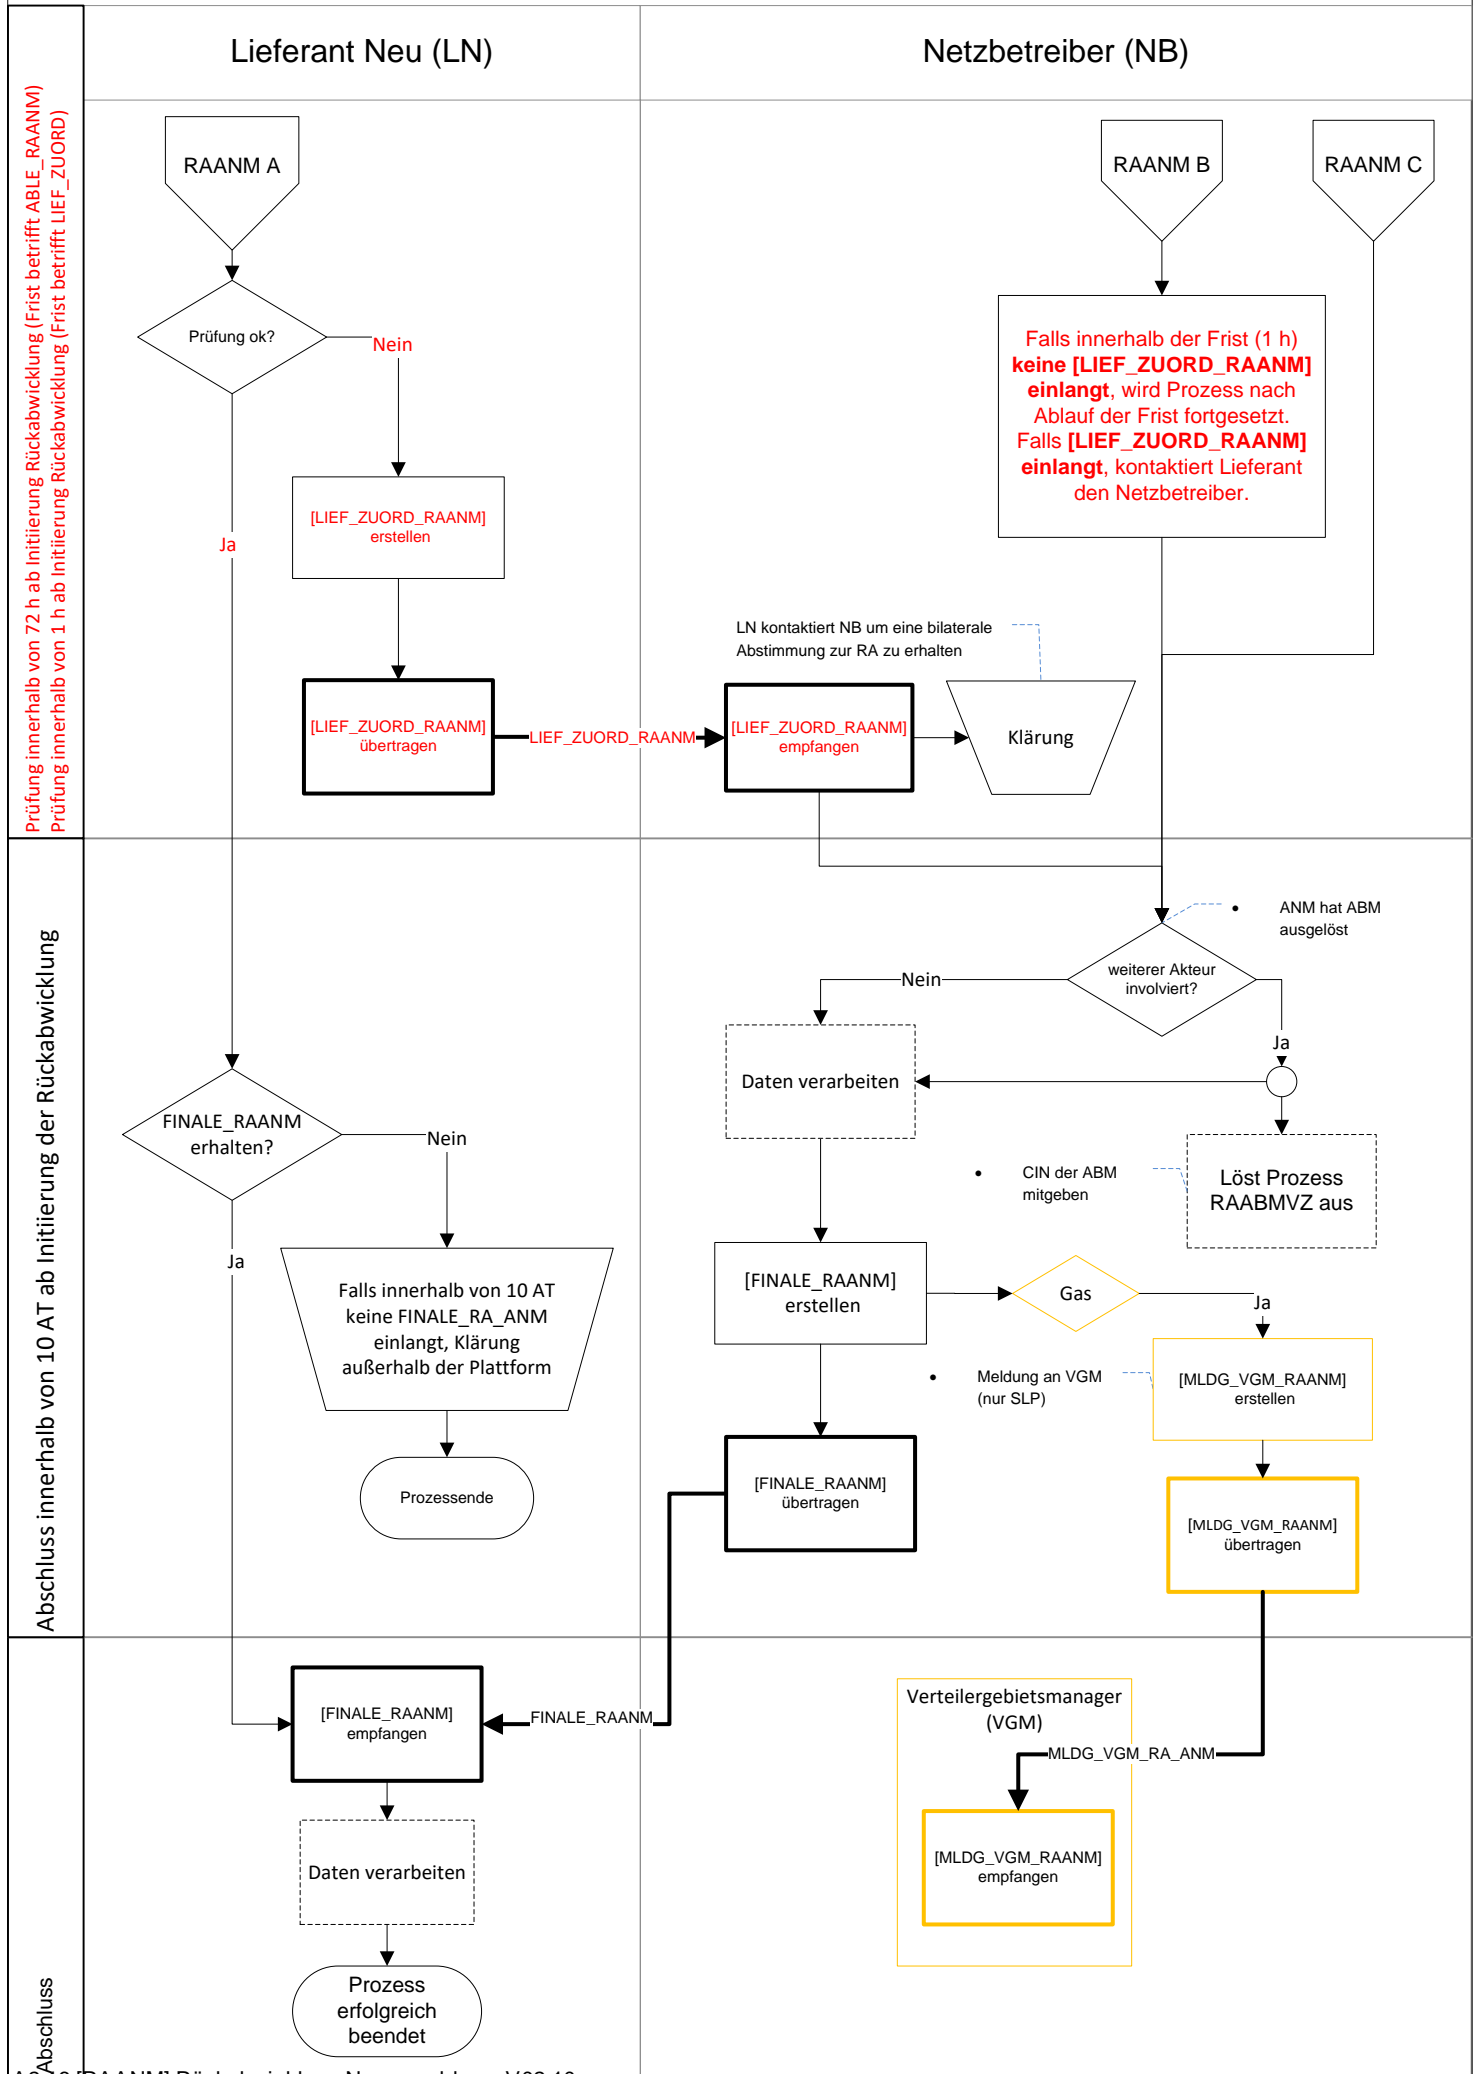 Lieferant Neu (LN)
Netzbetreiber (NB)
Prüfung innerhalb von 72 h ab Initiierung Rückabwicklung (Frist betrifft ABLE_RAANM)
Prüfung innerhalb von 1 h ab Initiierung Rückabwicklung (Frist betrifft LIEF_ZUORD)
RAANM A
RAANM B
RAANM C
Prüfung ok?
Nein
Falls innerhalb der Frist (1 h)
keine [LIEF_ZUORD_RAANM]
einlangt, wird Prozess nach
Ablauf der Frist fortgesetzt.
Falls [LIEF_ZUORD_RAANM]
einlangt, kontaktiert Lieferant
den Netzbetreiber.
[LIEF_ZUORD_RAANM]
erstellen
Ja
LN kontaktiert NB um eine bilaterale
Abstimmung zur RA zu erhalten
[LIEF_ZUORD_RAANM]
übertragen
LIEF_ZUORD_RAANM
[LIEF_ZUORD_RAANM]
empfangen
Klärung
Abschluss innerhalb von 10 AT ab Initiierung der Rückabwicklung
• ANM hat ABM
ausgelöst
weiterer Akteur
involviert?
Nein
Ja
Daten verarbeiten
FINALE_RAANM
erhalten?
Nein
Ja
• CIN der ABM
mitgeben
Löst Prozess
RAABMVZ aus
Falls innerhalb von 10 AT
keine FINALE_RA_ANM
einlangt, Klärung
außerhalb der Plattform
[FINALE_RAANM]
erstellen
Gas
Ja
• Meldung an VGM
(nur SLP)
[MLDG_VGM_RAANM]
erstellen
Prozessende
[FINALE_RAANM]
übertragen
[MLDG_VGM_RAANM]
übertragen
Abschluss
[FINALE_RAANM]
empfangen
FINALE_RAANM
Verteilergebietsmanager
(VGM)
MLDG_VGM_RA_ANM
[MLDG_VGM_RAANM]
empfangen
Daten verarbeiten
Prozess
erfolgreich
beendet